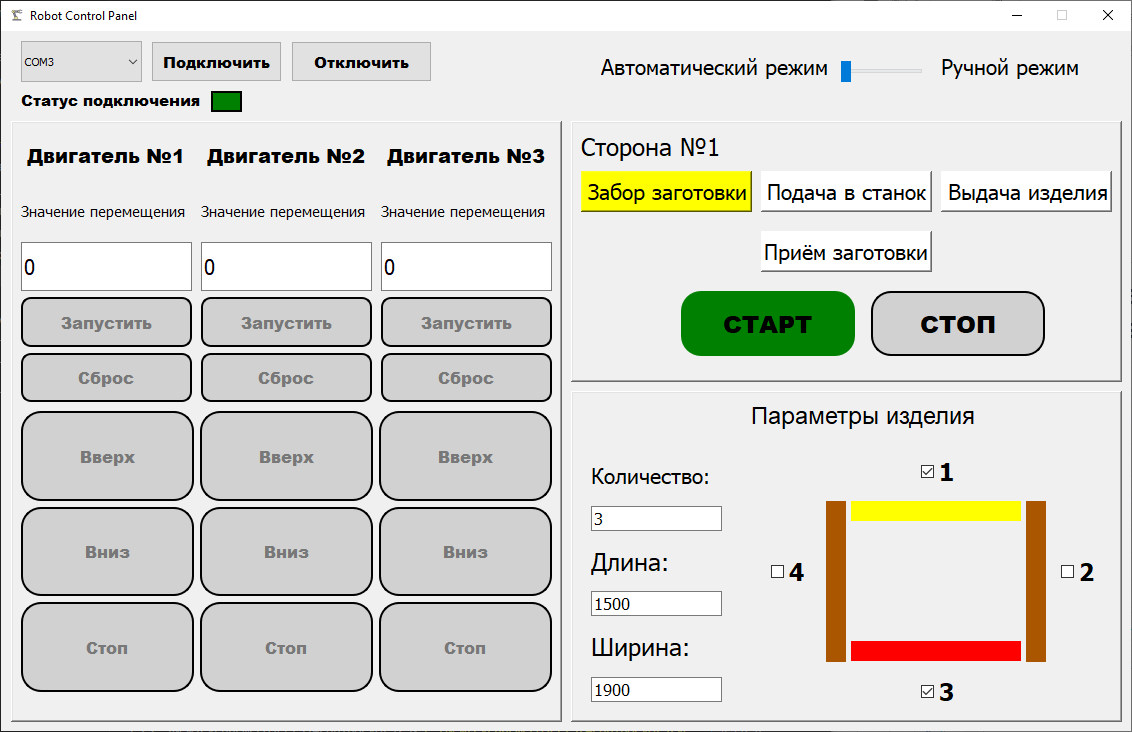 Robot Control Panel
COM3
Подключить
Отключить
Автоматический режим
Ручной режим
Статус подключения
Двигатель №1 Двигатель №2 Двигатель №3
Значение перемещения Значение перемещения Значение перемещения
0 0 0
Запустить Запустить Запустить
Сброс Сброс Сброс
Вверх Вверх Вверх
Вниз Вниз Вниз
Стоп Стоп Стоп
Сторона №1
Забор заготовки Подача в станок Выдача изделия
Приём заготовки
СТАРТ СТОП
Параметры изделия
Количество:
3
Длина:
1500
Ширина:
1900
1
4 2
3